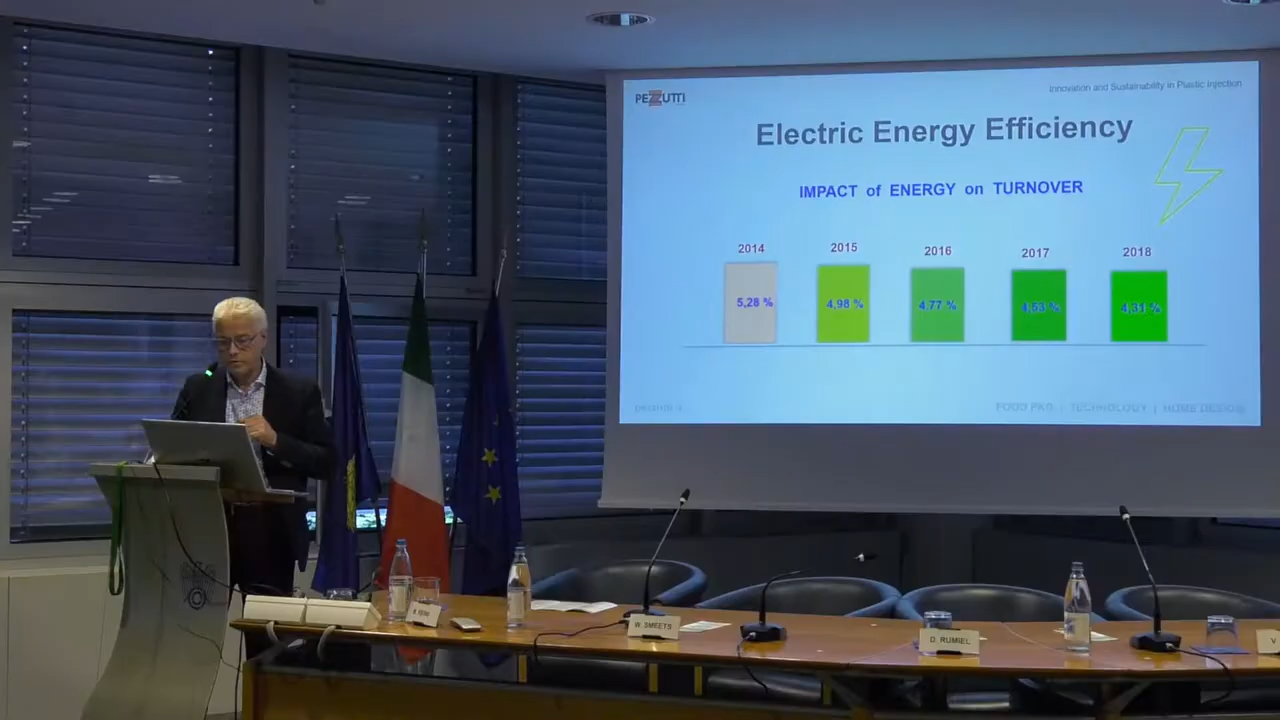 PEZZUTTI
Innovation and Sustainability in Plastic Injection
Electric Energy Efficiency
IMPACT of ENERGY on TURNOVER
2014 2015 2016 2017 2018
5,28 % 4,98 % 4,77 % 4,53 % 4,31 %
FOOD PKG | TECHNOLOGY | HOME DESIGN
W. SMEETS
D. RUMIEL
V.